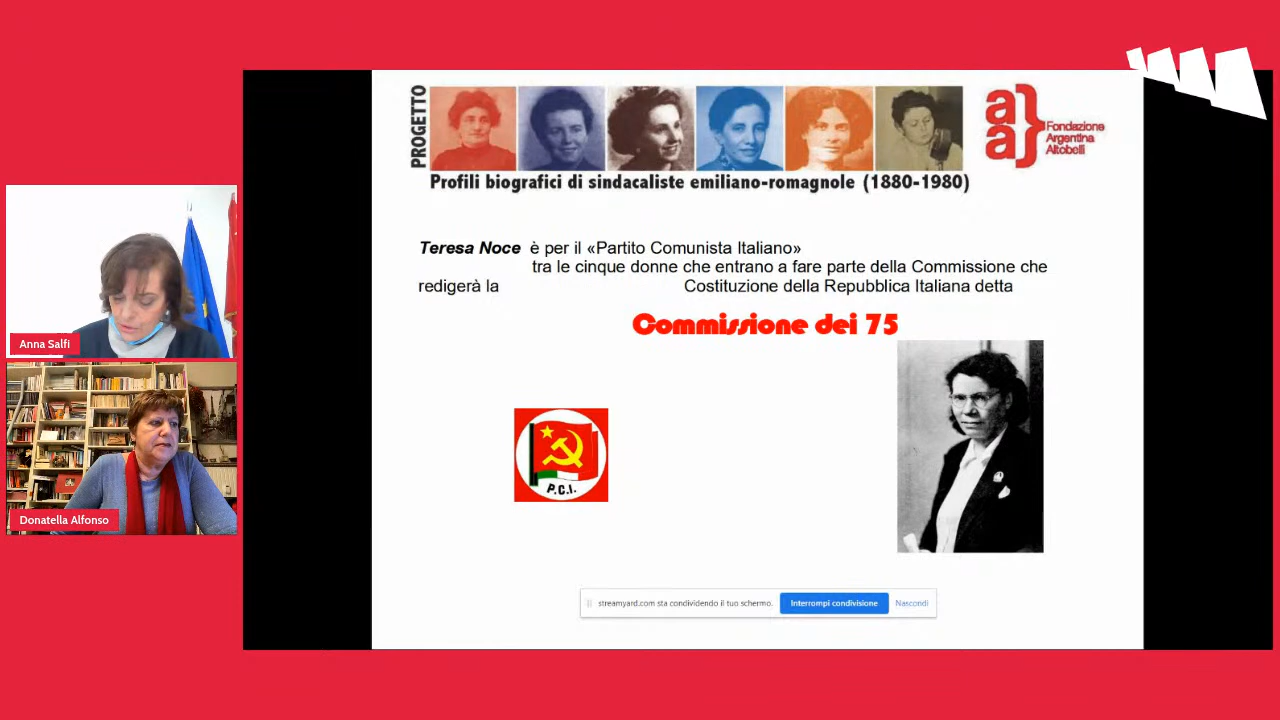 PROGETTO
Profili biografici di sindacaliste emiliano-romagnole (1880-1980)
aa}
Fondazione
Argentina
Altobelli
Teresa Noce è per il «Partito Comunista Italiano»
tra le cinque donne che entrano a fare parte della Commissione che
redigerà la Costituzione della Repubblica Italiana detta
Commissione dei 75
P.C.I.
Anna Salfi
Donatella Alfonso
streamyard.com sta condividendo il tuo schermo. Interrompi condivisione Nascondi